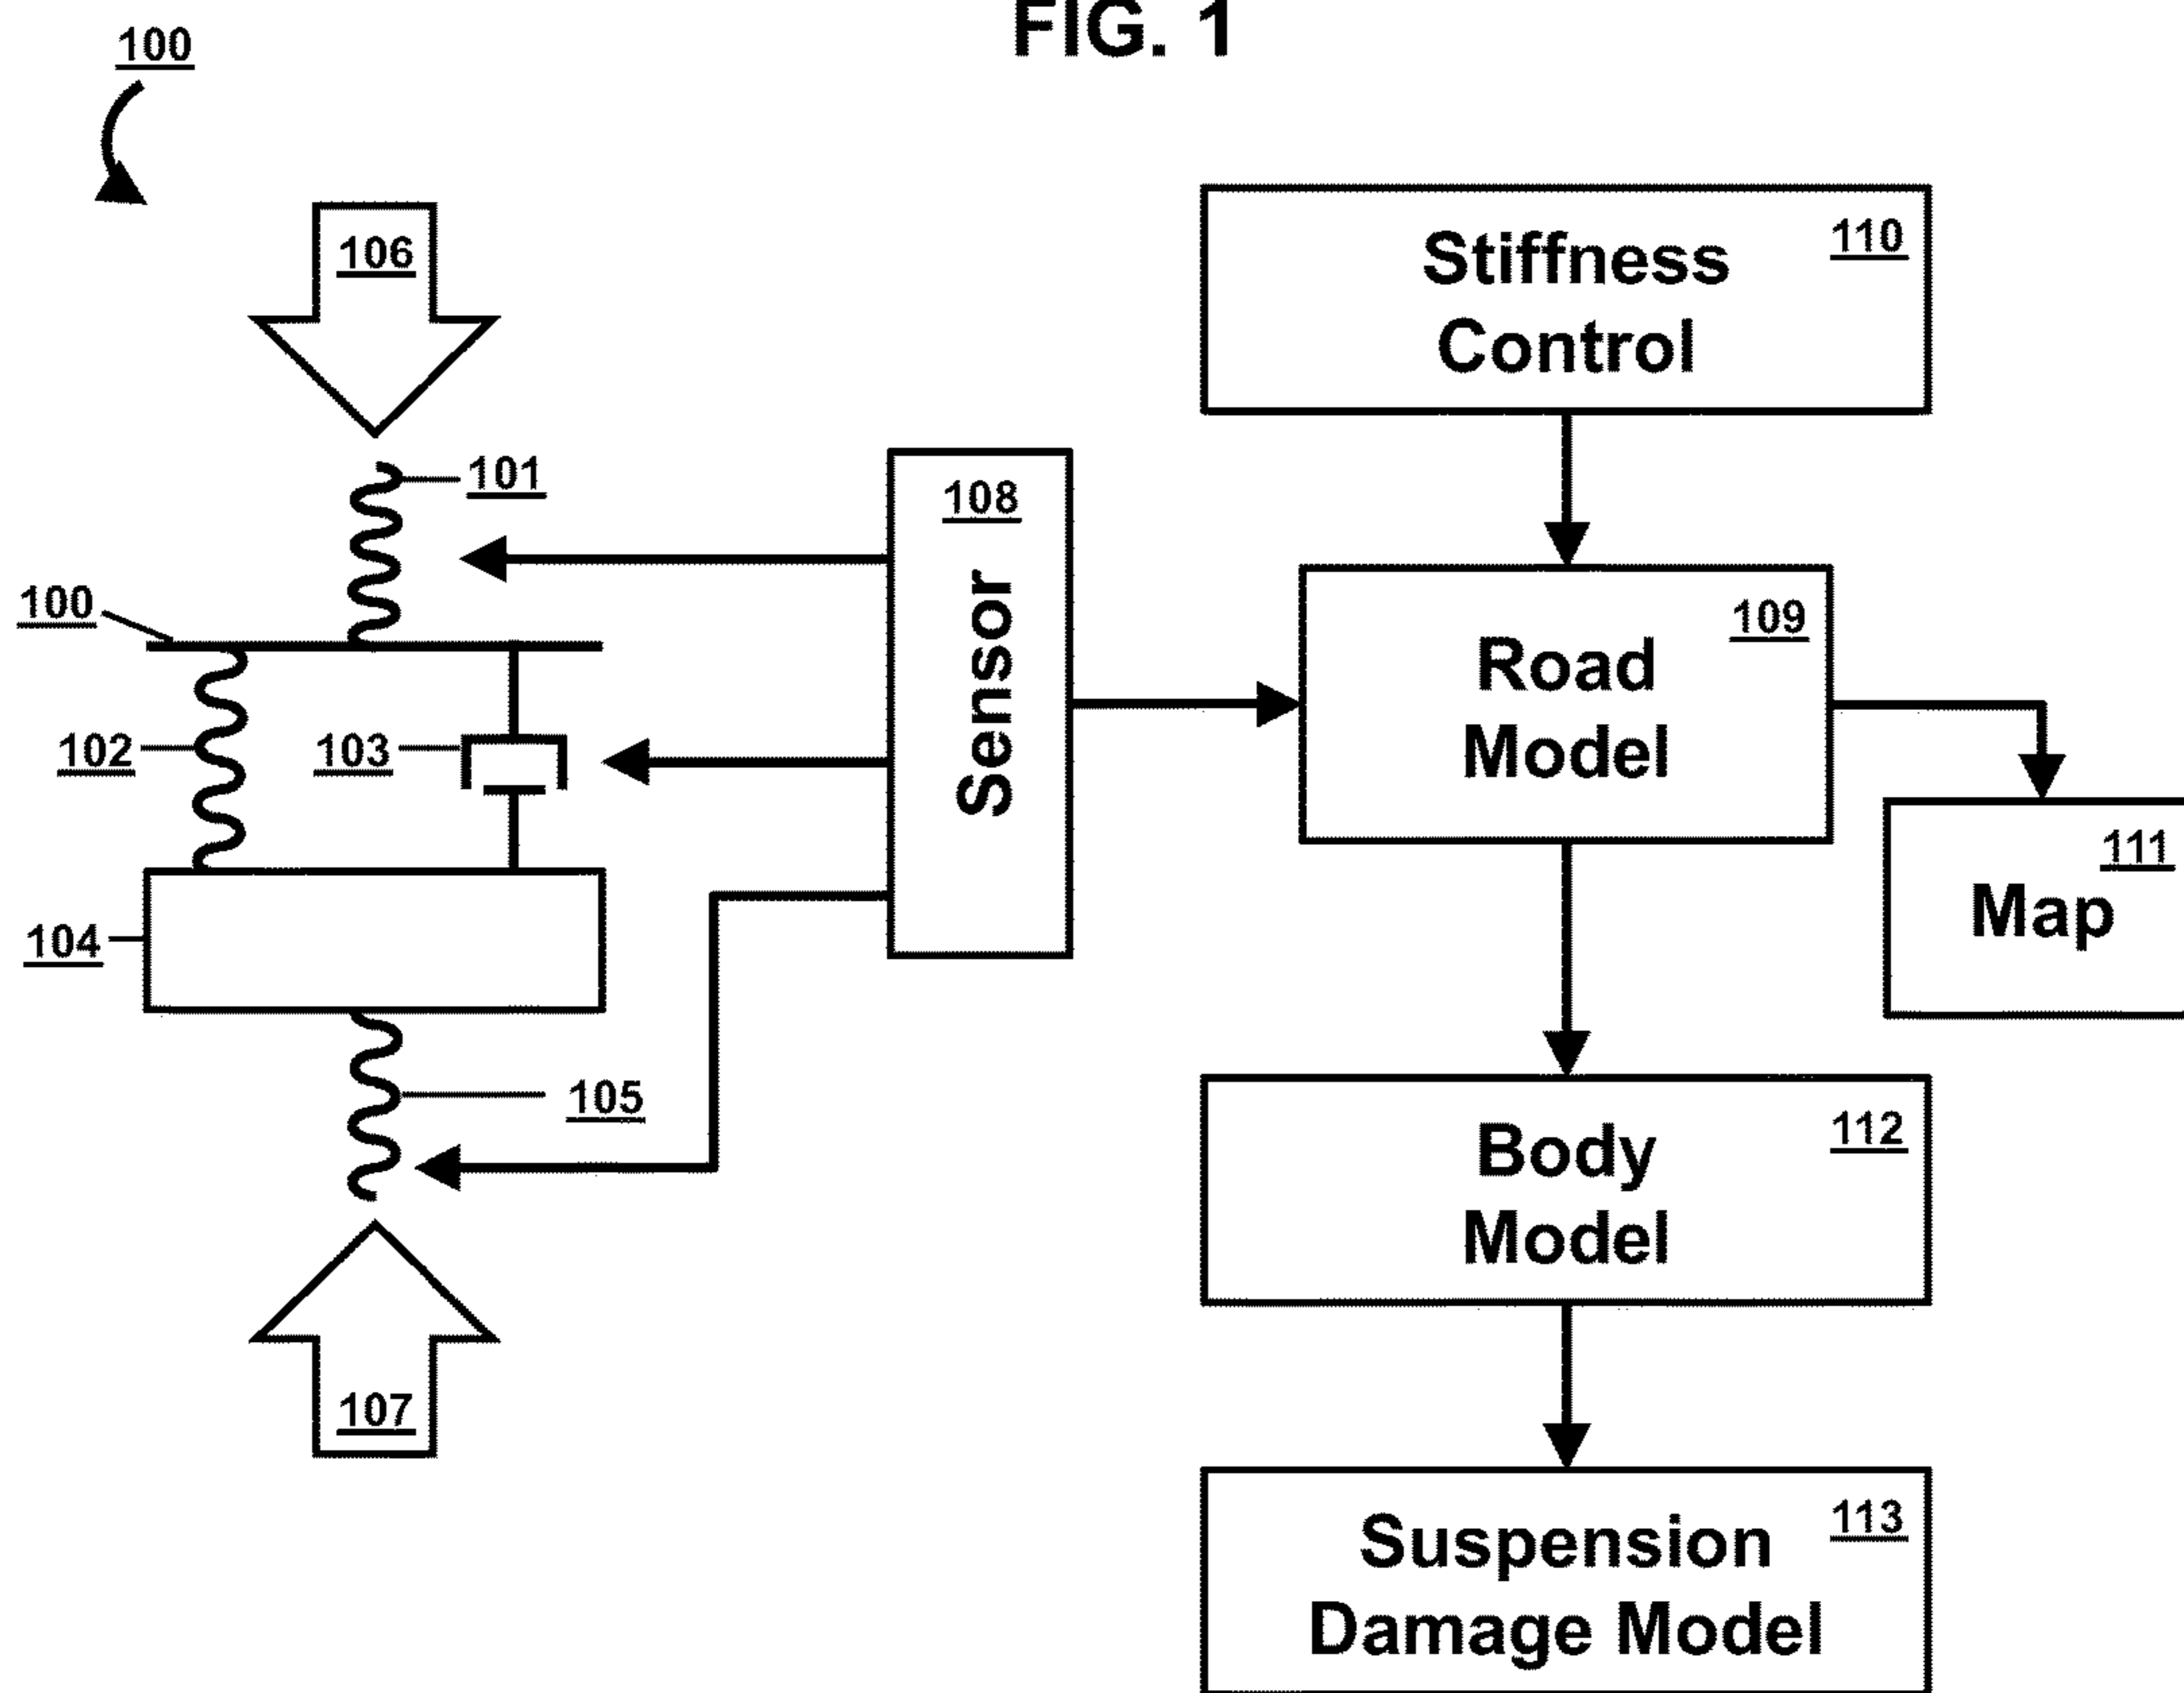 FIG. 1
100
106
101
100
102
103
104
105
107
108
Sensor
110
Stiffness
Control
109
Road
Model
111
Map
112
Body
Model
113
Suspension
Damage Model